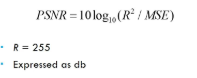 PSNR = 10 log₁₀ (R² / MSE)
• R = 255
• Expressed as db